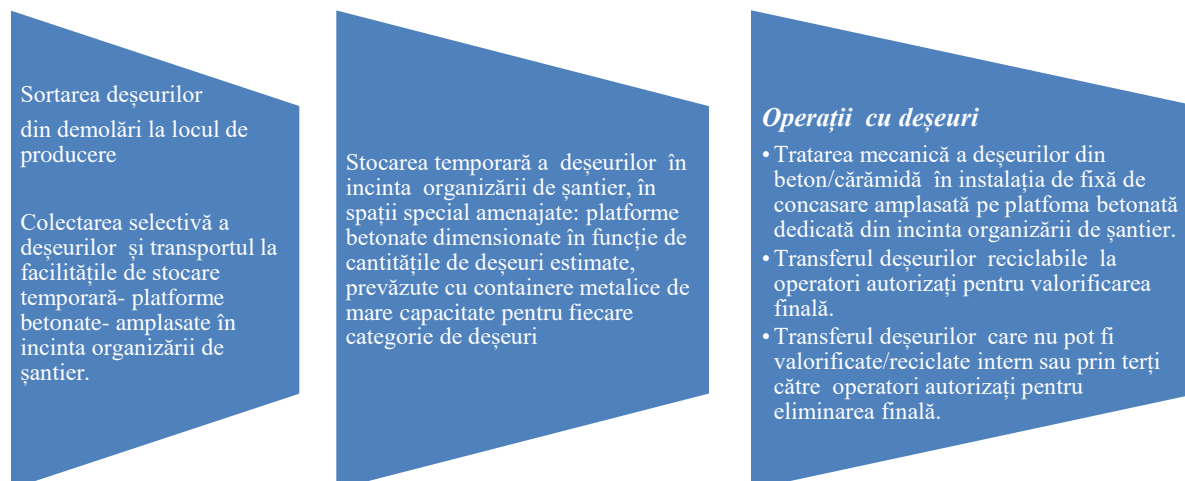 Sortarea deșeurilor
din demolări la locul de
producere
Colectarea selectivă a
deșeurilor și transportul la
facilitățile de stocare
temporară- platforme
betonate- amplasate în
incinta organizării de
șantier.
Stocarea temporară a deșeurilor în
incinta organizării de șantier, în
spații special amenajate: platforme
betonate dimensionate în funcție de
cantitățile de deșeuri estimate,
prevăzute cu containere metalice de
mare capacitate pentru fiecare
categorie de deșeuri
Operații cu deșeuri
• Tratarea mecanică a deșeurilor din
beton/cărămidă în instalația de fixă de
concasare amplasată pe platfoma betonată
dedicată din incinta organizării de șantier.
• Transferul deșeurilor reciclabile la
operatori autorizați pentru valorificarea
finală.
• Transferul deșeurilor care nu pot fi
valorificate/reciclate intern sau prin terți
către operatori autorizați pentru
eliminarea finală.